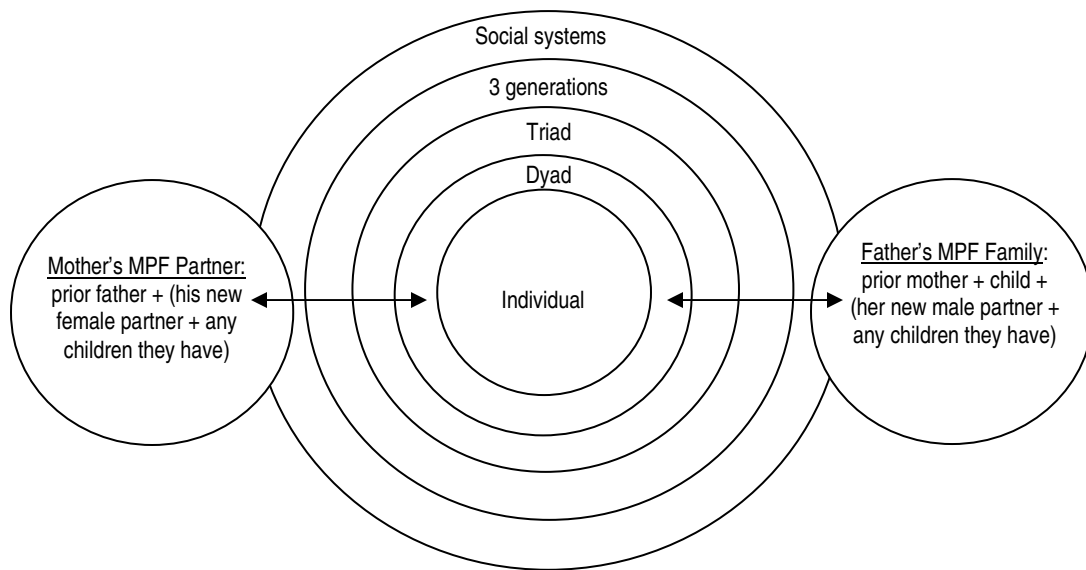 Social systems
3 generations
Triad
Dyad
Individual
Mother's MPF Partner:
prior father + (his new
female partner + any
children they have)
Father's MPF Family:
prior mother + child +
(her new male partner +
any children they have)